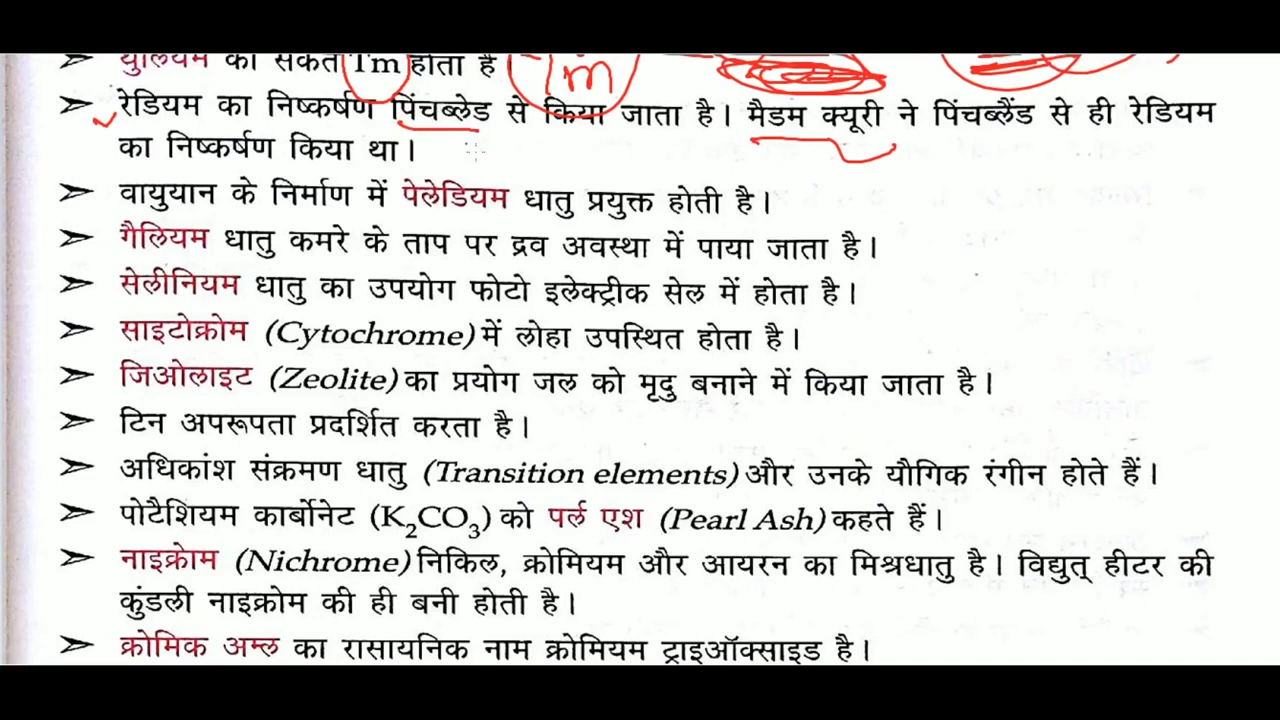 थुलियम का संकेत Tm होता है।
Tm
➢ रेडियम का निष्कर्षण पिंचब्लेड से किया जाता है। मैडम क्यूरी ने पिंचब्लैंड से ही रेडियम
का निष्कर्षण किया था।
➢ वायुयान के निर्माण में पेलेडियम धातु प्रयुक्त होती है।
➢ गैलियम धातु कमरे के ताप पर द्रव अवस्था में पाया जाता है।
➢ सेलीनियम धातु का उपयोग फोटो इलेक्ट्रीक सेल में होता है।
➢ साइटोक्रोम (Cytochrome) में लोहा उपस्थित होता है।
➢ जिओलाइट (Zeolite) का प्रयोग जल को मृदु बनाने में किया जाता है।
➢ टिन अपरूपता प्रदर्शित करता है।
➢ अधिकांश संक्रमण धातु (Transition elements) और उनके यौगिक रंगीन होते हैं।
➢ पोटैशियम कार्बोनेट (K₂CO₃) को पर्ल एश (Pearl Ash) कहते हैं।
➢ नाइक्रोम (Nichrome) निकिल, क्रोमियम और आयरन का मिश्रधातु है। विद्युत् हीटर की
कुंडली नाइक्रोम की ही बनी होती है।
➢ क्रोमिक अम्ल का रासायनिक नाम क्रोमियम ट्राइऑक्साइड है।